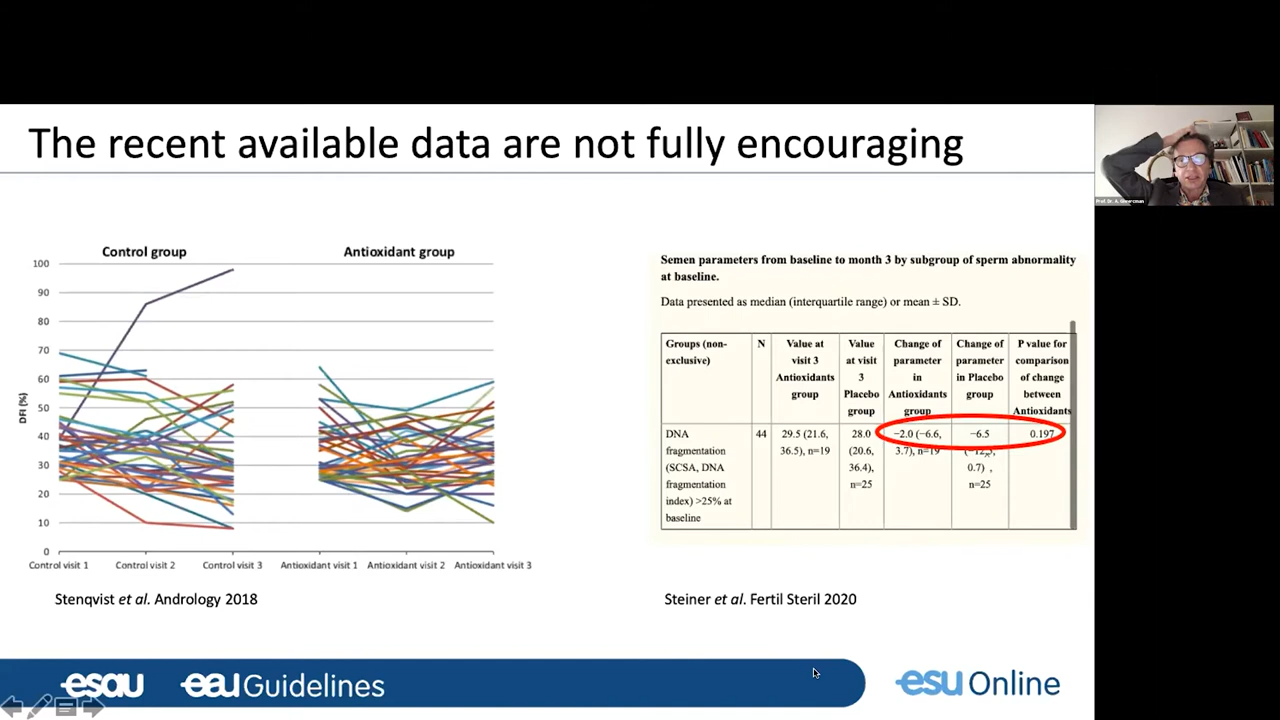 The recent available data are not fully encouraging
Control group
Antioxidant group
100
90
80
70
60
50
40
30
20
10
0
DFI (%)
Control visit 1
Control visit 2
Control visit 3
Antioxidant visit 1
Antioxidant visit 2
Antioxidant visit 3
Stenqvist et al. Andrology 2018
Semen parameters from baseline to month 3 by subgroup of sperm abnormality
at baseline.
Data presented as median (interquartile range) or mean ± SD.
Groups (non-
exclusive)
N
Value at
visit 3
Antioxidants
group
Value
at visit
3
Placebo
group
Change of
parameter
in
Antioxidants
group
Change of
parameter
in Placebo
group
P value for
comparison
of change
between
Antioxidants
DNA
fragmentation
(SCSA, DNA
fragmentation
index) >25% at
baseline
44
29.5 (21.6,
36.5), n=19
28.0
(20.6,
36.4),
n=25
−2.0 (−6.6,
3.7), n=19
−6.5
0.7) ,
n=25
0.197
Steiner et al. Fertil Steril 2020
Prof. Dr. A.
esau
eau Guidelines
esu Online